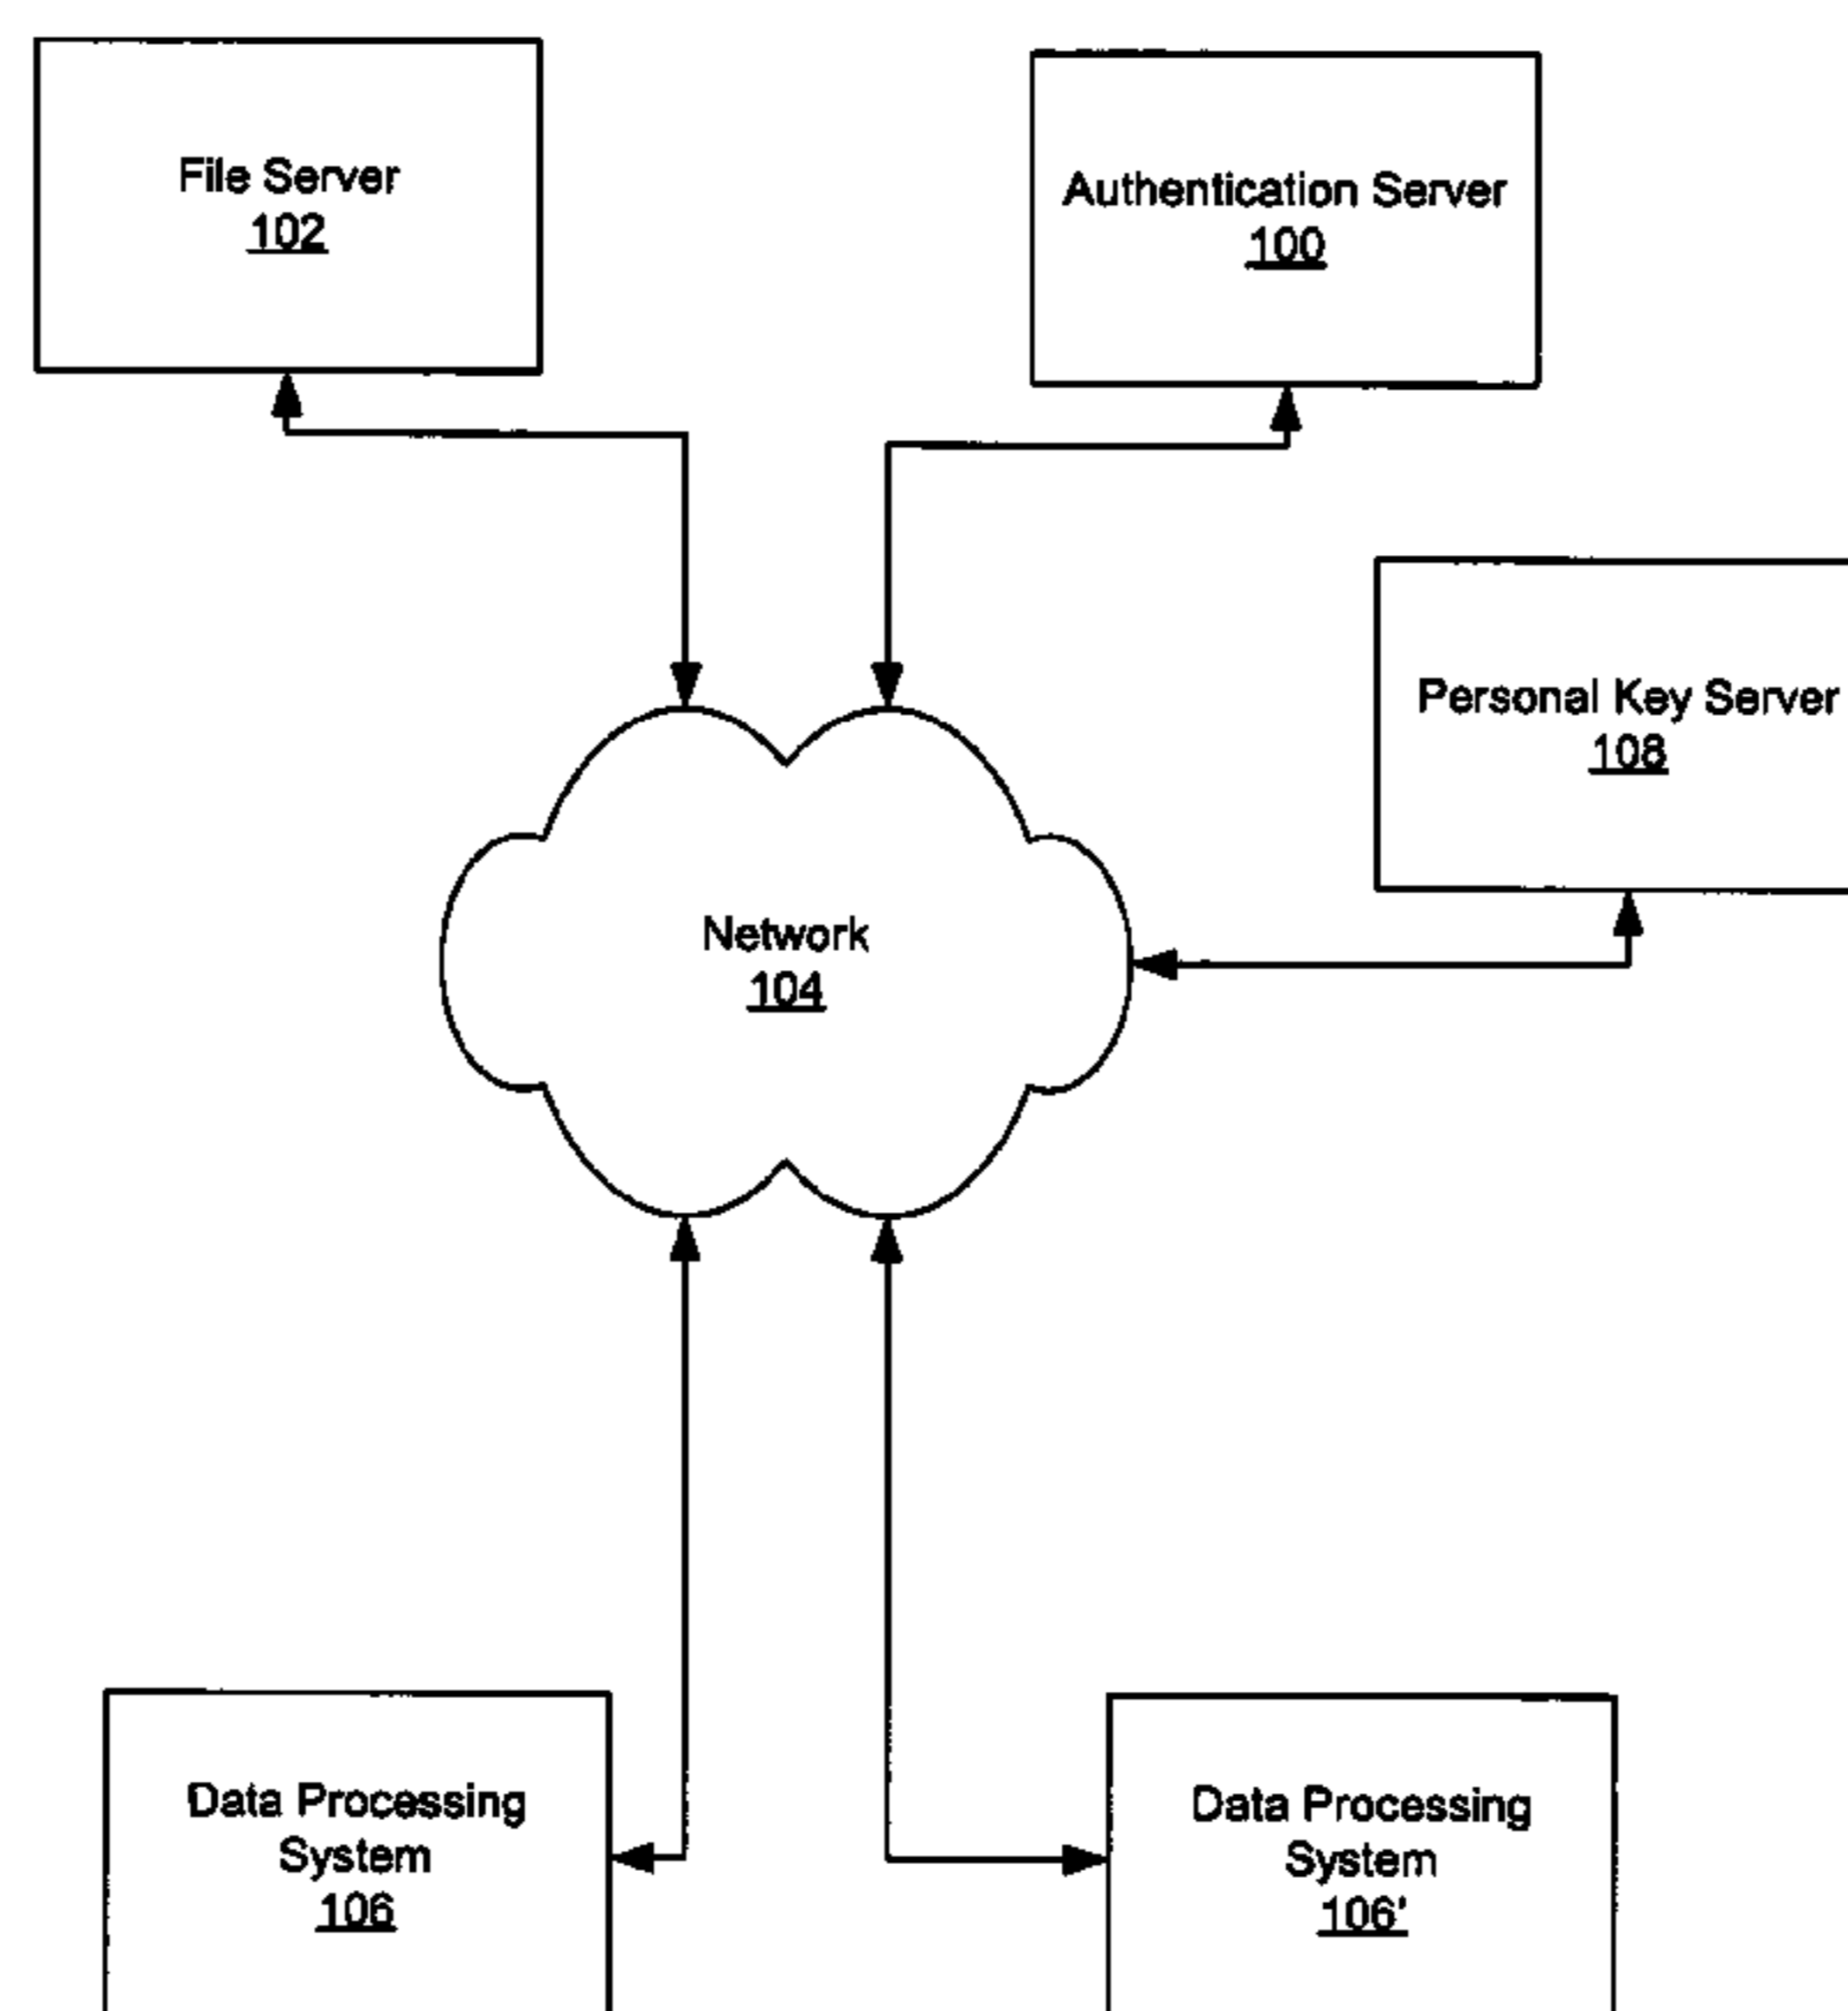 File Server
102
Authentication Server
100
Personal Key Server
108
Network
104
Data Processing
System
106
Data Processing
System
106'